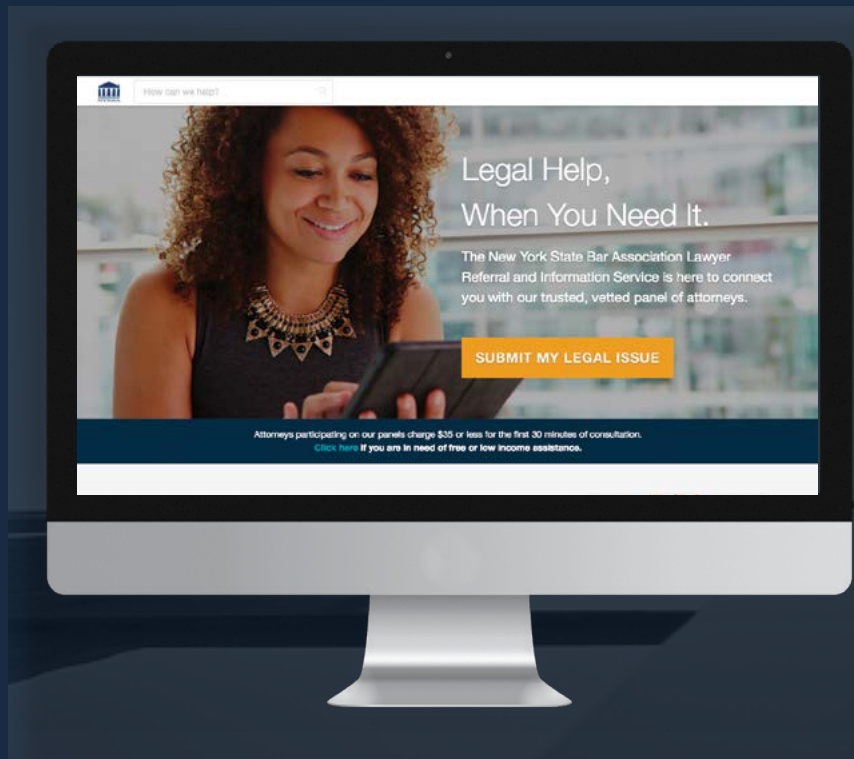 How can we help?
Legal Help,
When You Need It.
The New York State Bar Association Lawyer
Referral and Information Service is here to connect
you with our trusted, vetted panel of attorneys.
SUBMIT MY LEGAL ISSUE
Attorneys participating on our panels charge $35 or less for the first 30 minutes of consultation.
Click here if you are in need of free or low income assistance.